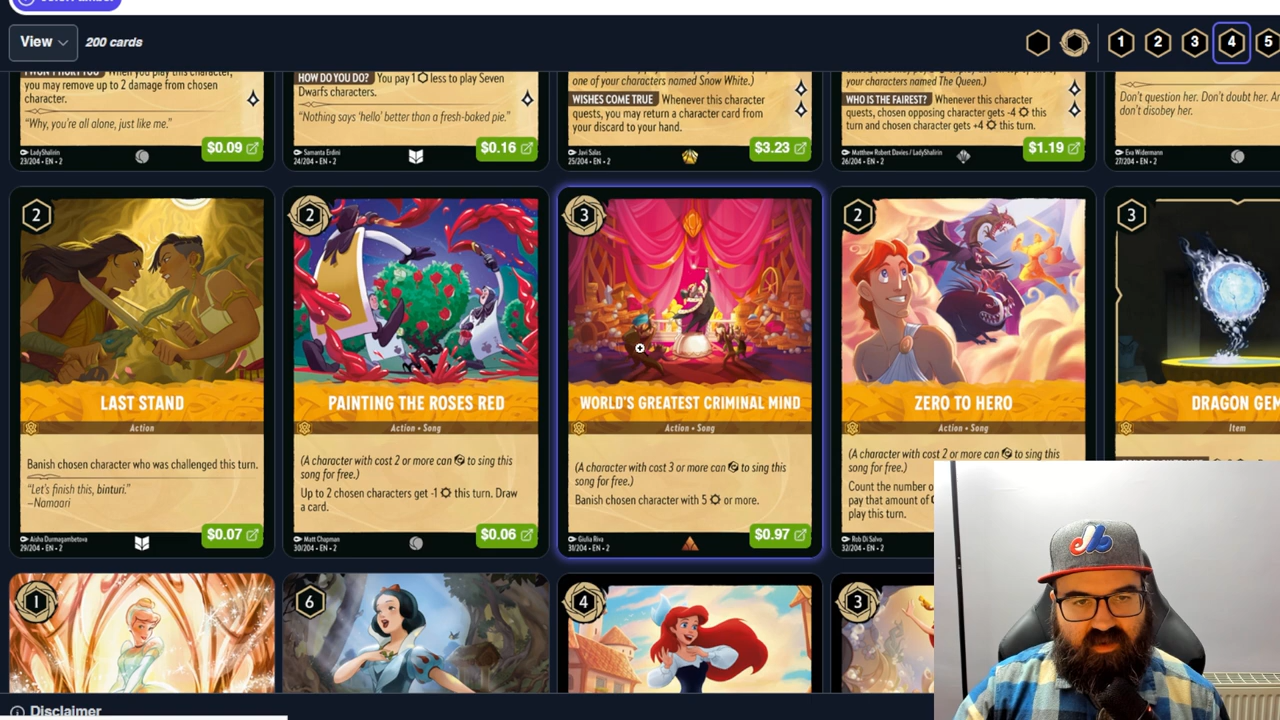 View
200 cards
1
2
3
4
5
When you play this character,
you may remove up to 2 damage from chosen
character.
"Why, you're all alone, just like me."
LadyShalirin
23/204 • EN • 2
$0.09
HOW DO YOU DO? You pay 1 less to play Seven
Dwarfs characters.
"Nothing says 'hello' better than a fresh-baked pie."
Samanta Erdini
24/204 • EN • 2
$0.16
one of your characters named Snow White.)
WISHES COME TRUE Whenever this character
quests, you may return a character card from
your discard to your hand.
Javi Salas
25/204 • EN • 2
$3.23
of your characters named The Queen.)
WHO IS THE FAIREST? Whenever this character
quests, chosen opposing character gets -4 this
turn and chosen character gets +4 this turn.
Matthew Robert Davies / LadyShalirin
26/204 • EN • 2
$1.19
Don't question her. Don't doubt her.
don't disobey her.
Eva Widermann
27/204 • EN • 2
2
LAST STAND
Action
Banish chosen character who was challenged this turn.
"Let's finish this, binturi."
–Namaari
Aisha Durmagambetova
29/204 • EN • 2
$0.07
2
PAINTING THE ROSES RED
Action • Song
(A character with cost 2 or more can to sing this
song for free.)
Up to 2 chosen characters get -1 this turn. Draw
a card.
Matt Chapman
30/204 • EN • 2
$0.06
3
WORLD'S GREATEST CRIMINAL MIND
Action • Song
(A character with cost 3 or more can to sing this
song for free.)
Banish chosen character with 5 or more.
Giulia Riva
31/204 • EN • 2
$0.97
2
ZERO TO HERO
Action • Song
(A character with cost 2 or more can to sing this
song for free.)
Count the number o
pay that amount of
play this turn.
Rob Di Salvo
32/204 • EN • 2
3
DRAGON GEM
Item
1
6
4
3
Disclaimer